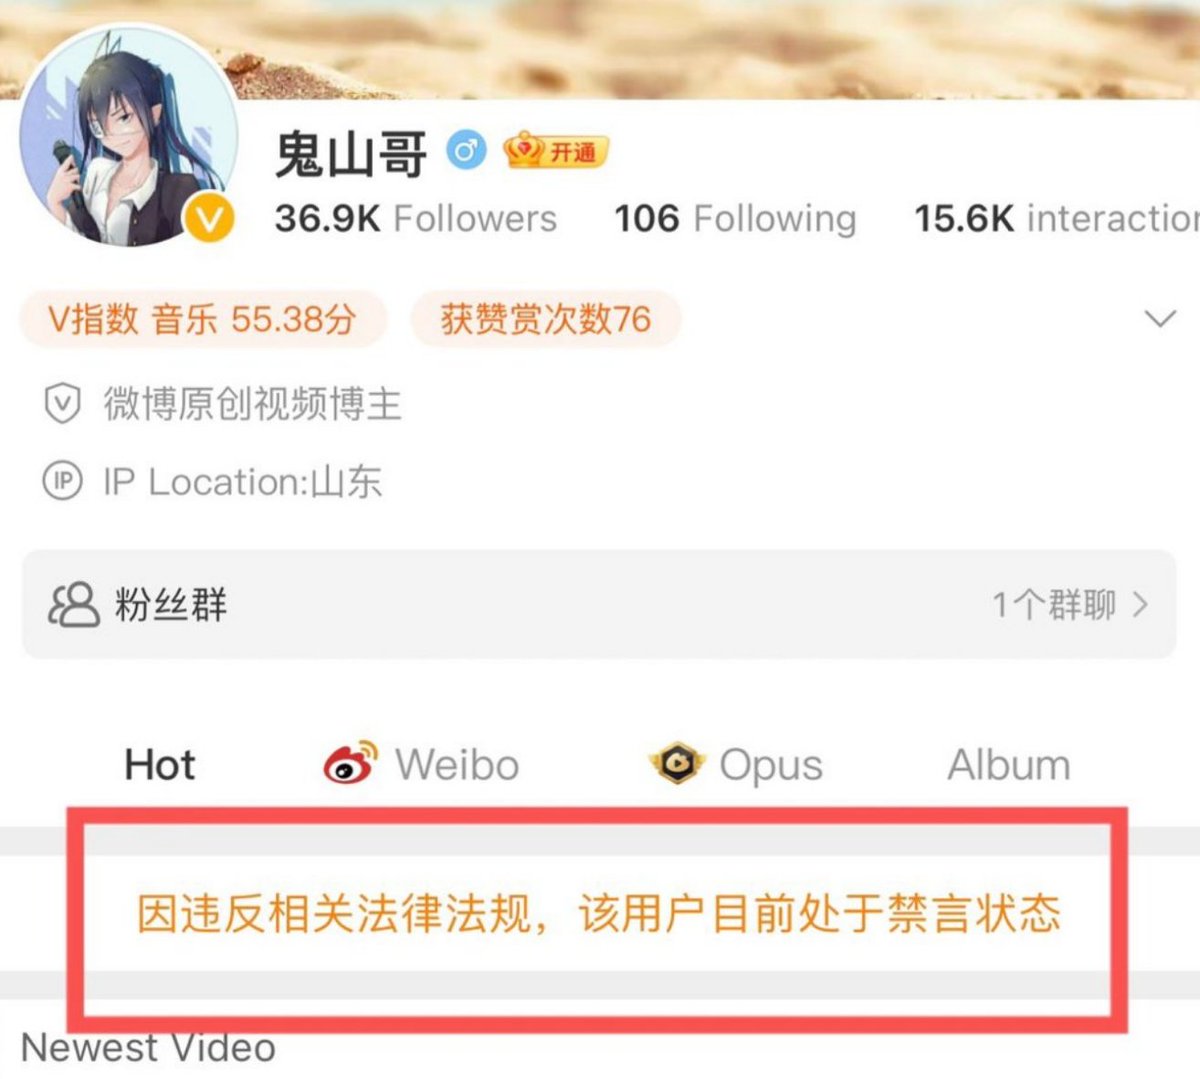 鬼山哥 开通
36.9K Followers 106 Following 15.6K interaction
V指数 音乐 55.38分 获赞赏次数76
微博原创视频博主
IP IP Location:山东
粉丝群 1个群聊
Hot Weibo Opus Album
因违反相关法律法规，该用户目前处于禁言状态
Newest Video